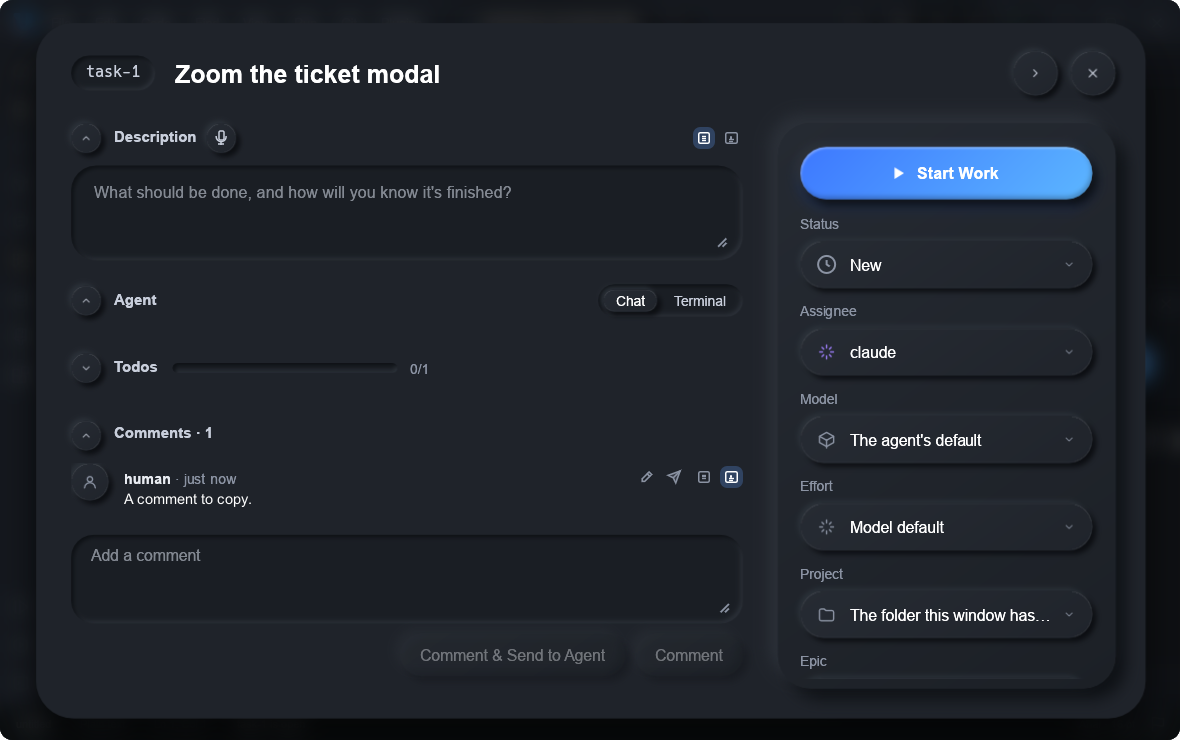 task-1
Zoom the ticket modal
Description
What should be done, and how will you know it's finished?
Agent
Chat
Terminal
Todos
0/1
Comments · 1
human · just now
A comment to copy.
Add a comment
Comment & Send to Agent
Comment
Start Work
Status
New
Assignee
claude
Model
The agent's default
Effort
Model default
Project
The folder this window has…
Epic